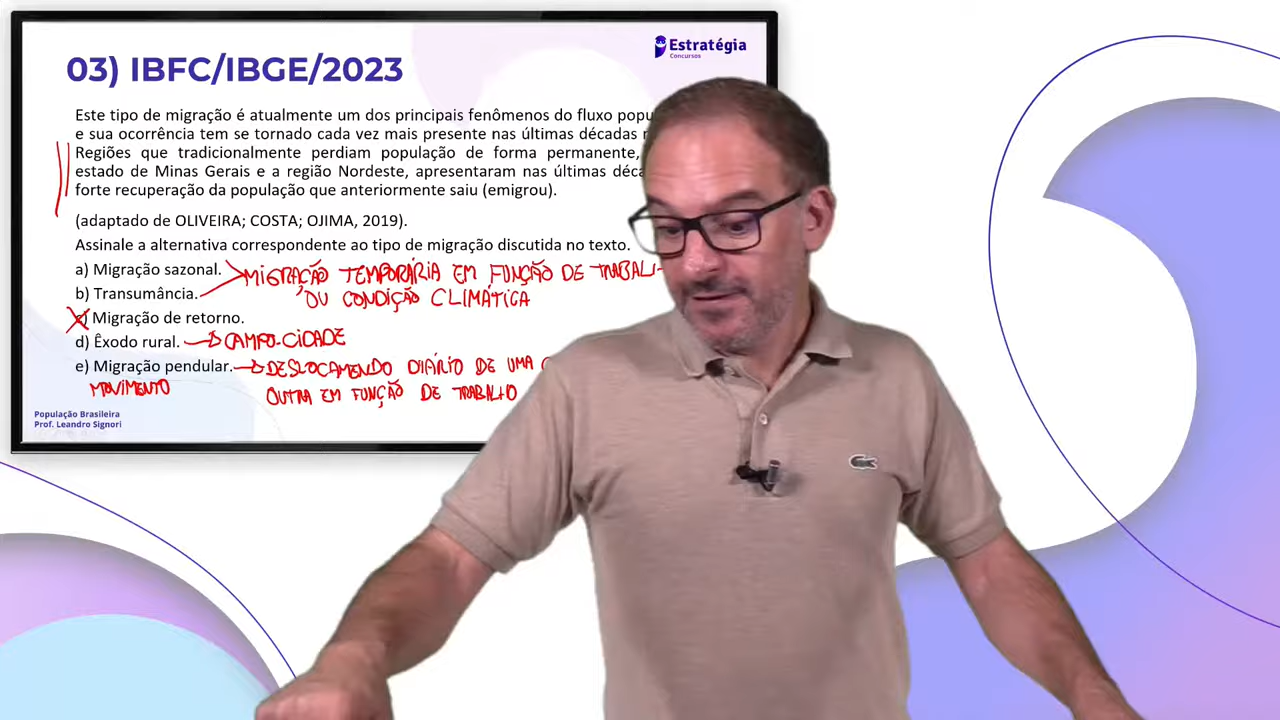 Estratégia
Concursos
03) IBFC/IBGE/2023
Este tipo de migração é atualmente um dos principais fenômenos do fluxo
e sua ocorrência tem se tornado cada vez mais presente nas últimas décadas
Regiões que tradicionalmente perdiam população de forma permanente,
estado de Minas Gerais e a região Nordeste, apresentaram nas últimas
forte recuperação da população que anteriormente saiu (emigrou).
(adaptado de OLIVEIRA; COSTA; OJIMA, 2019).
Assinale a alternativa correspondente ao tipo de migração discutida no texto.
a) Migração sazonal. MIGRAÇÃO TEMPORÁRIA EM FUNÇÃO DE
b) Transumância. OU CONDIÇÃO CLIMÁTICA
c) Migração de retorno.
d) Êxodo rural. CAMPO-CIDADE
e) Migração pendular. DESLOCAMENDO DIÁRIO DE UMA
MOVIMENTO OUTRA EM FUNÇÃO DE TRABALHO
População Brasileira
Prof. Leandro Signori